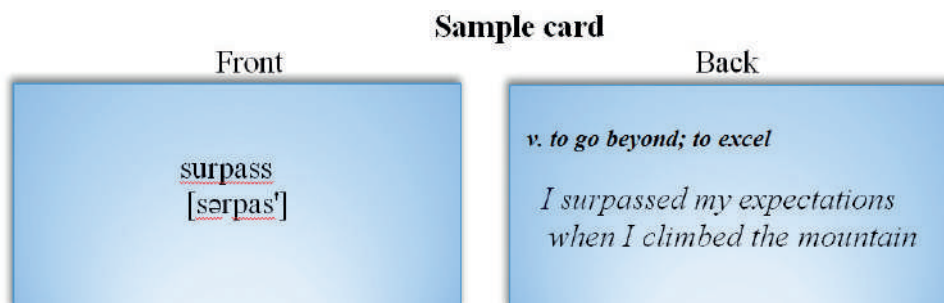 Sample card
Front
Back
surpass
[sərpas']
v. to go beyond; to excel
I surpassed my expectations
when I climbed the mountain